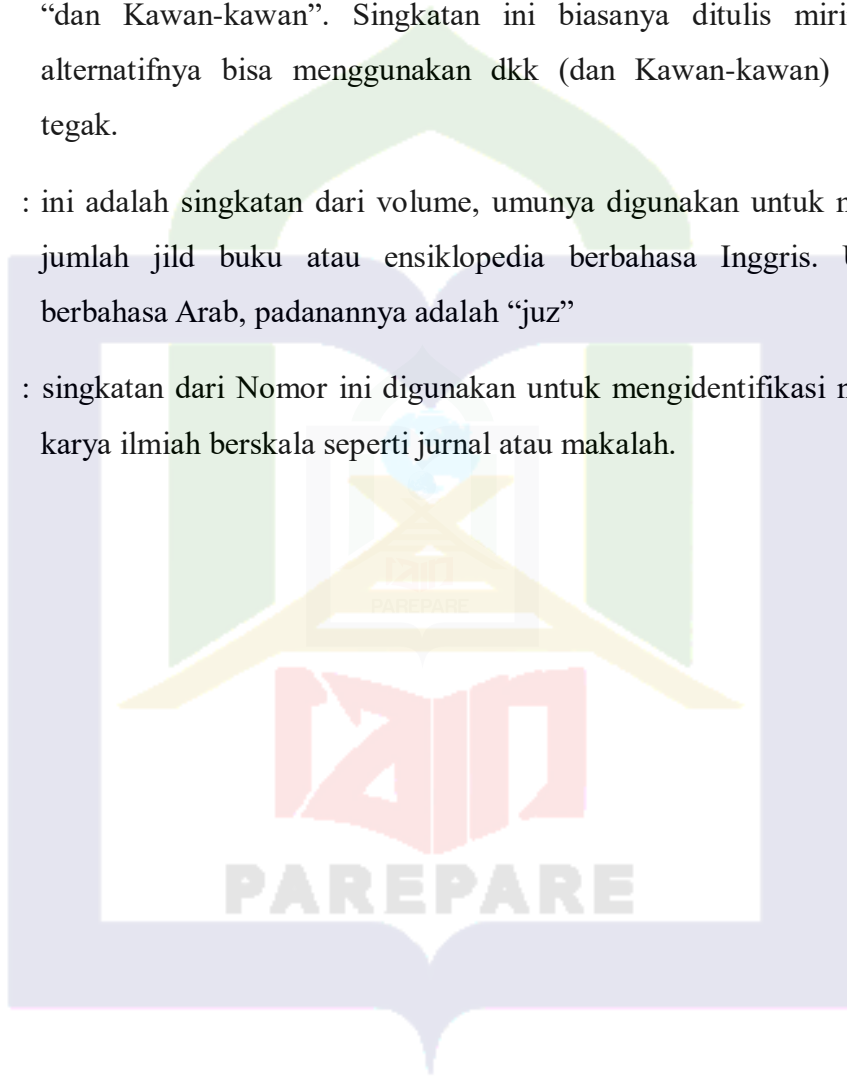 “dan Kawan-kawan”. Singkatan ini biasanya ditulis
alternatifnya bisa menggunakan dkk (dan Kawan-kawan)
tegak.
: ini adalah singkatan dari volume, umunya digunakan untuk
jumlah jild buku atau ensiklopedia berbahasa Inggris.
berbahasa Arab, padanannya adalah “juz”
: singkatan dari Nomor ini digunakan untuk mengidentifikasi
karya ilmiah berskala seperti jurnal atau makalah.
iain
PAREPARE
iain
PAREPARE